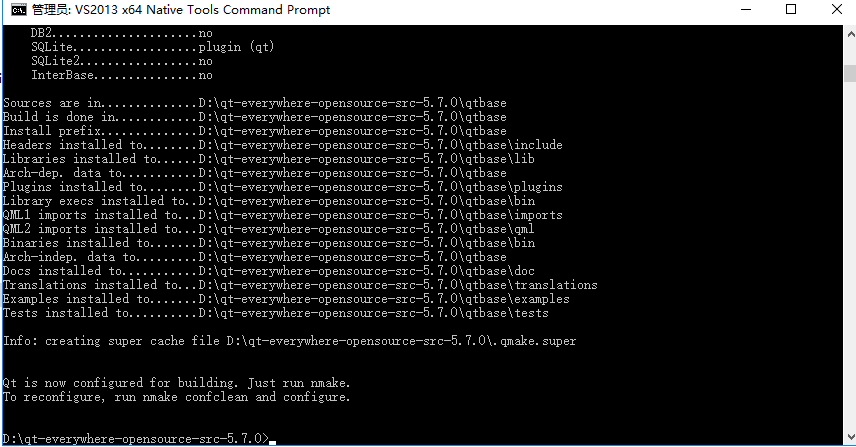 管理员: VS2013 x64 Native Tools Command Prompt
DB2.....................no
SQLite..................plugin (qt)
SQLite2.................no
InterBase...............no
Sources are in..............D:\qt-everywhere-opensource-src-5.7.0\qtbase
Build is done in............D:\qt-everywhere-opensource-src-5.7.0\qtbase
Install prefix..............D:\qt-everywhere-opensource-src-5.7.0\qtbase
Headers installed to........D:\qt-everywhere-opensource-src-5.7.0\qtbase\include
Libraries installed to......D:\qt-everywhere-opensource-src-5.7.0\qtbase\lib
Arch-dep. data to...........D:\qt-everywhere-opensource-src-5.7.0\qtbase
Plugins installed to........D:\qt-everywhere-opensource-src-5.7.0\qtbase\plugins
Library execs installed to..D:\qt-everywhere-opensource-src-5.7.0\qtbase\bin
QML1 imports installed to...D:\qt-everywhere-opensource-src-5.7.0\qtbase\imports
QML2 imports installed to...D:\qt-everywhere-opensource-src-5.7.0\qtbase\qml
Binaries installed to.......D:\qt-everywhere-opensource-src-5.7.0\qtbase\bin
Arch-indep. data to.........D:\qt-everywhere-opensource-src-5.7.0\qtbase
Docs installed to...........D:\qt-everywhere-opensource-src-5.7.0\qtbase\doc
Translations installed to...D:\qt-everywhere-opensource-src-5.7.0\qtbase\translations
Examples installed to.......D:\qt-everywhere-opensource-src-5.7.0\qtbase\examples
Tests installed to..........D:\qt-everywhere-opensource-src-5.7.0\qtbase\tests
Info: creating super cache file D:\qt-everywhere-opensource-src-5.7.0\.qmake.super
Qt is now configured for building. Just run nmake.
To reconfigure, run nmake confclean and configure.
D:\qt-everywhere-opensource-src-5.7.0>